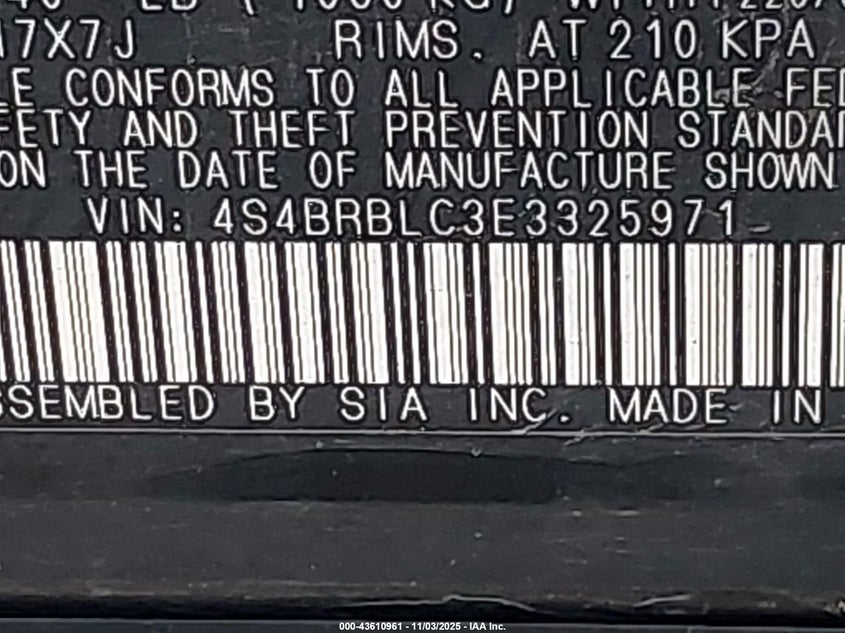 17X7J RIMS. AT 210 KPA
CONFORMS TO ALL APPLICABLE
AND THEFT PREVENTION
ON THE DATE OF MANUFACTURE SHOWN
VIN: 4S4BRBLC3E3325971
ASSEMBLED BY SIA INC. MADE IN
000-43610961 - 11/03/2025 - IAA Inc.